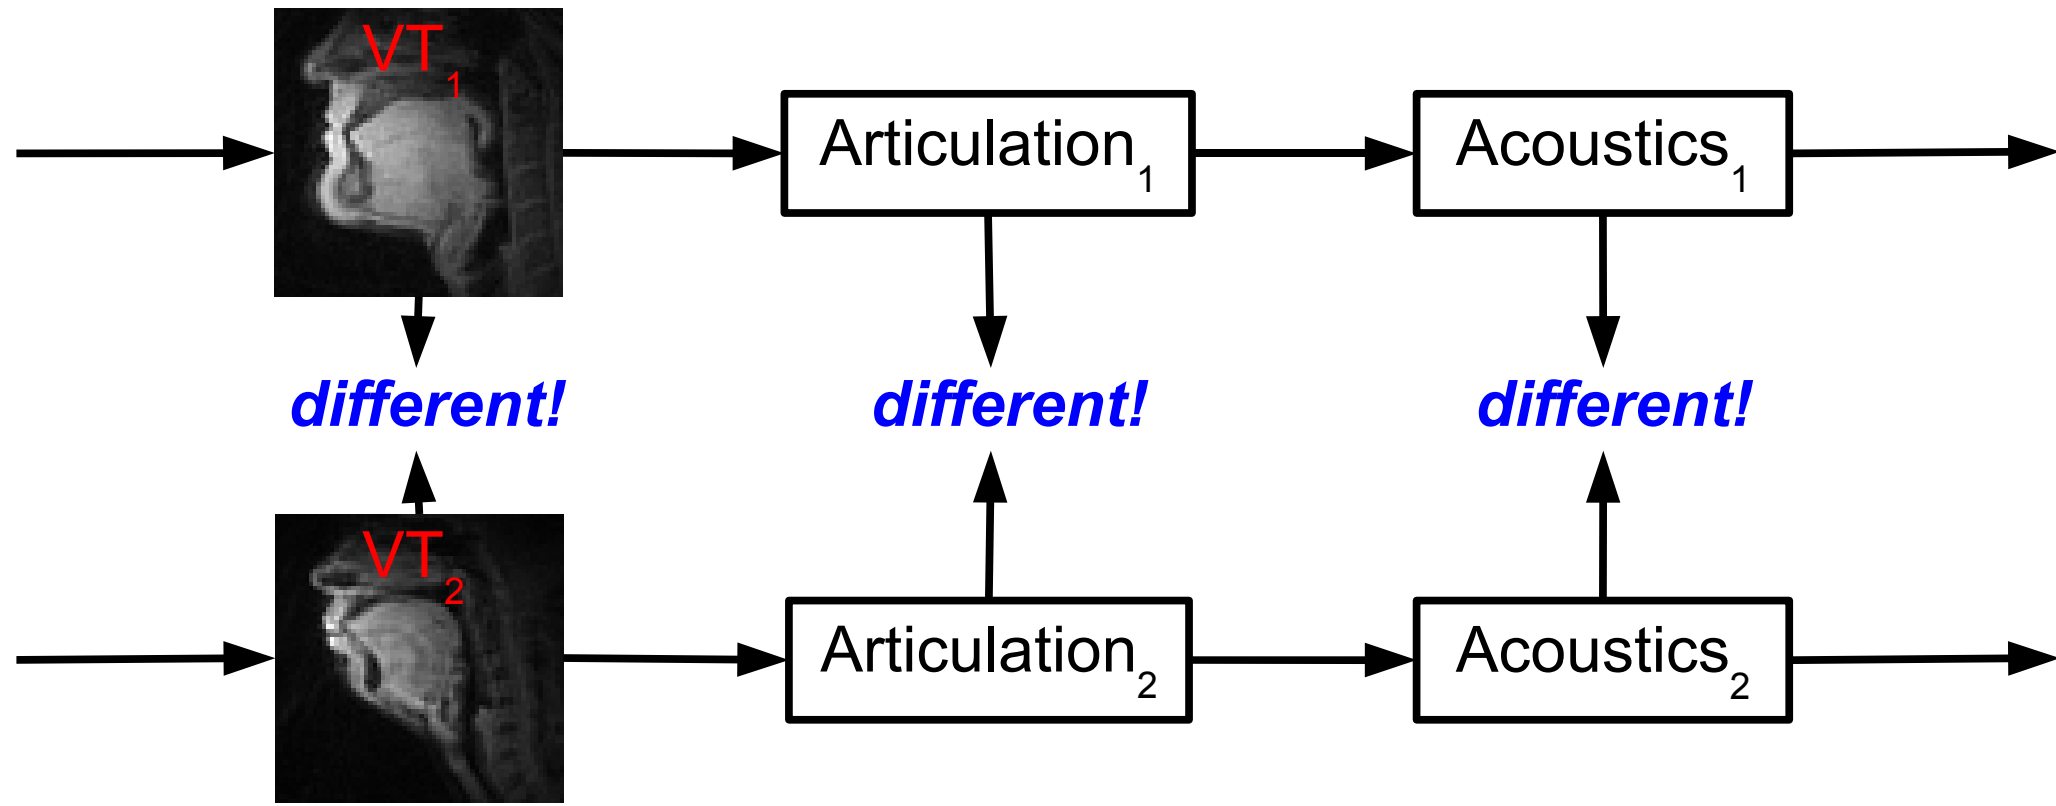 VT1
Articulation1
Acoustics1
different!
different!
different!
VT2
Articulation2
Acoustics2